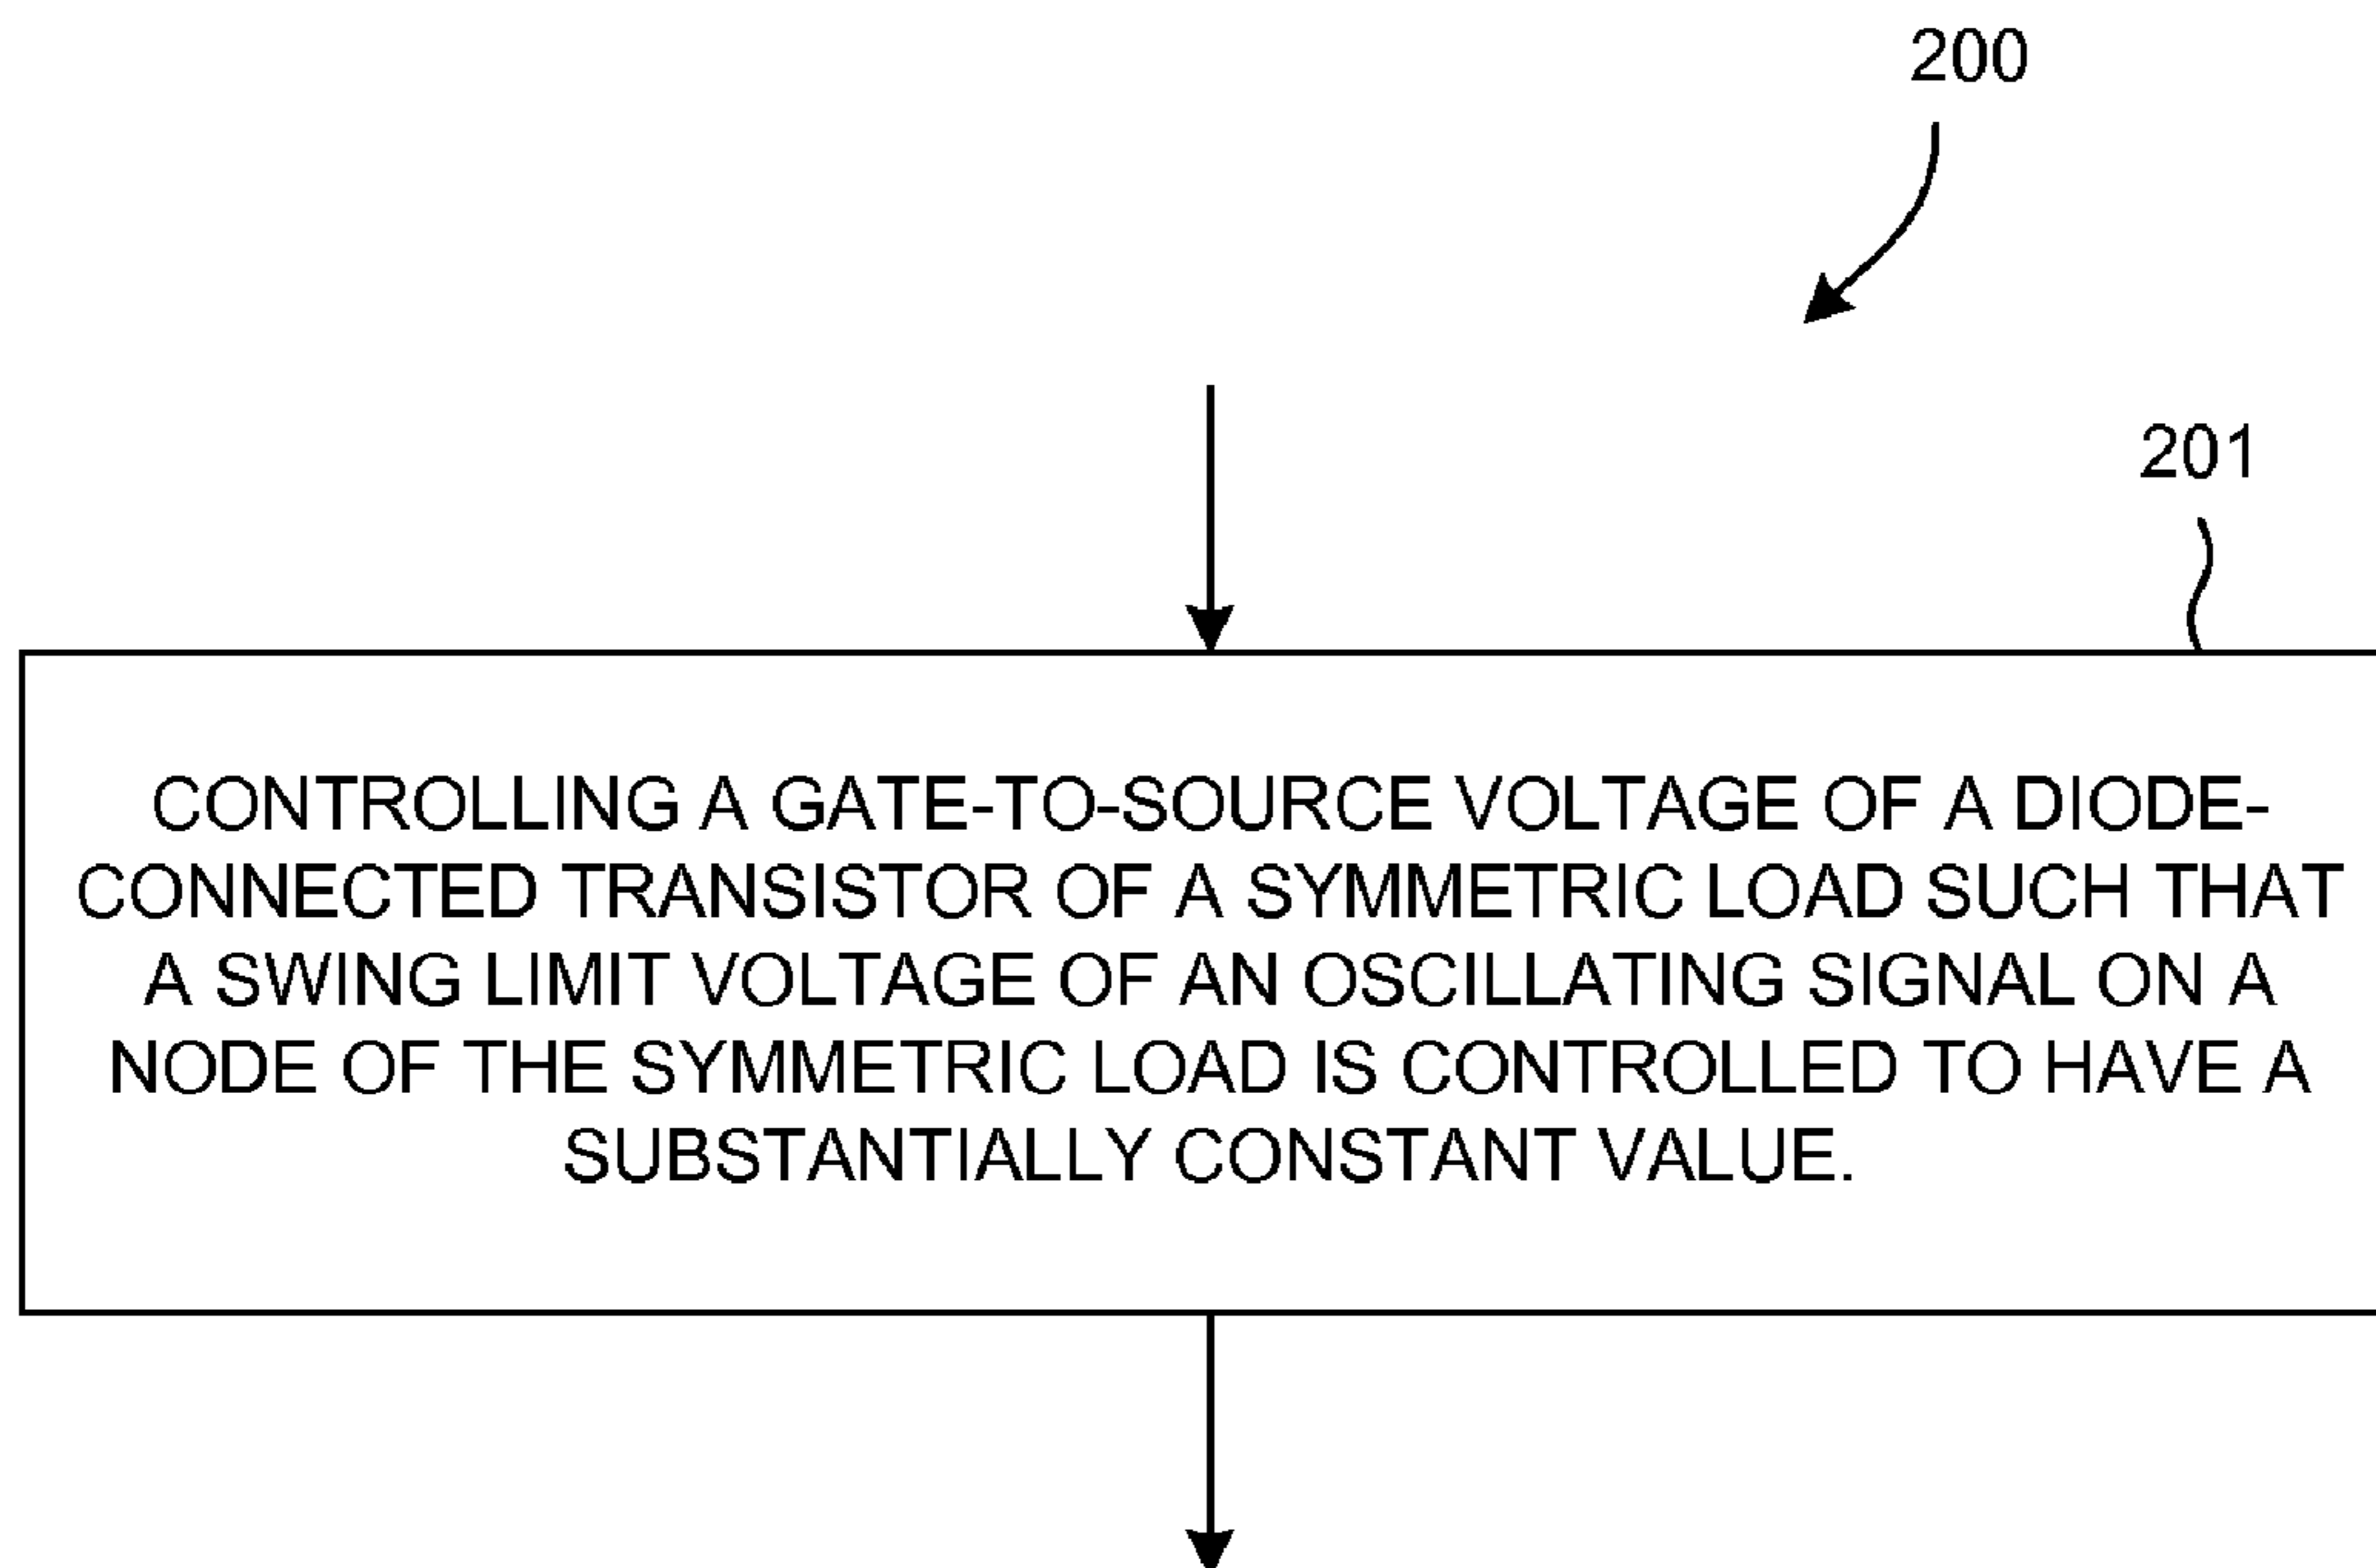 200
201
CONTROLLING A GATE-TO-SOURCE VOLTAGE OF A DIODE-
CONNECTED TRANSISTOR OF A SYMMETRIC LOAD SUCH THAT
A SWING LIMIT VOLTAGE OF AN OSCILLATING SIGNAL ON A
NODE OF THE SYMMETRIC LOAD IS CONTROLLED TO HAVE A
SUBSTANTIALLY CONSTANT VALUE.